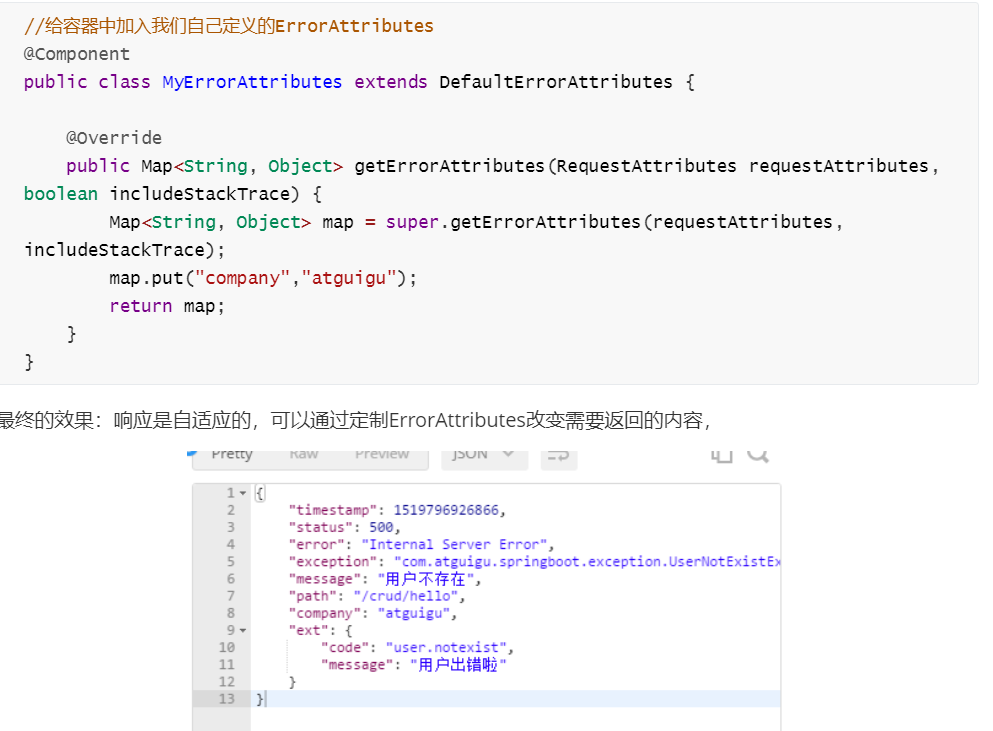 //给容器中加入我们自己定义的ErrorAttributes
@Component
public class MyErrorAttributes extends DefaultErrorAttributes {
@Override
public Map<String, Object> getErrorAttributes(RequestAttributes requestAttributes,
boolean includeStackTrace) {
Map<String, Object> map = super.getErrorAttributes(requestAttributes,
includeStackTrace);
map.put("company","atguigu");
return map;
}
}
最终的效果：响应是自适应的，可以通过定制ErrorAttributes改变需要返回的内容，
Pretty Raw Preview JSON
1 {
2 "timestamp": 1519796926866,
3 "status": 500,
4 "error": "Internal Server Error",
5 "exception": "com.atguigu.springboot.exception.UserNotExistEx
6 "message": "用户不存在",
7 "path": "/crud/hello",
8 "company": "atguigu",
9 "ext": {
10 "code": "user.notexist",
11 "message": "用户出错啦"
12 }
13 }